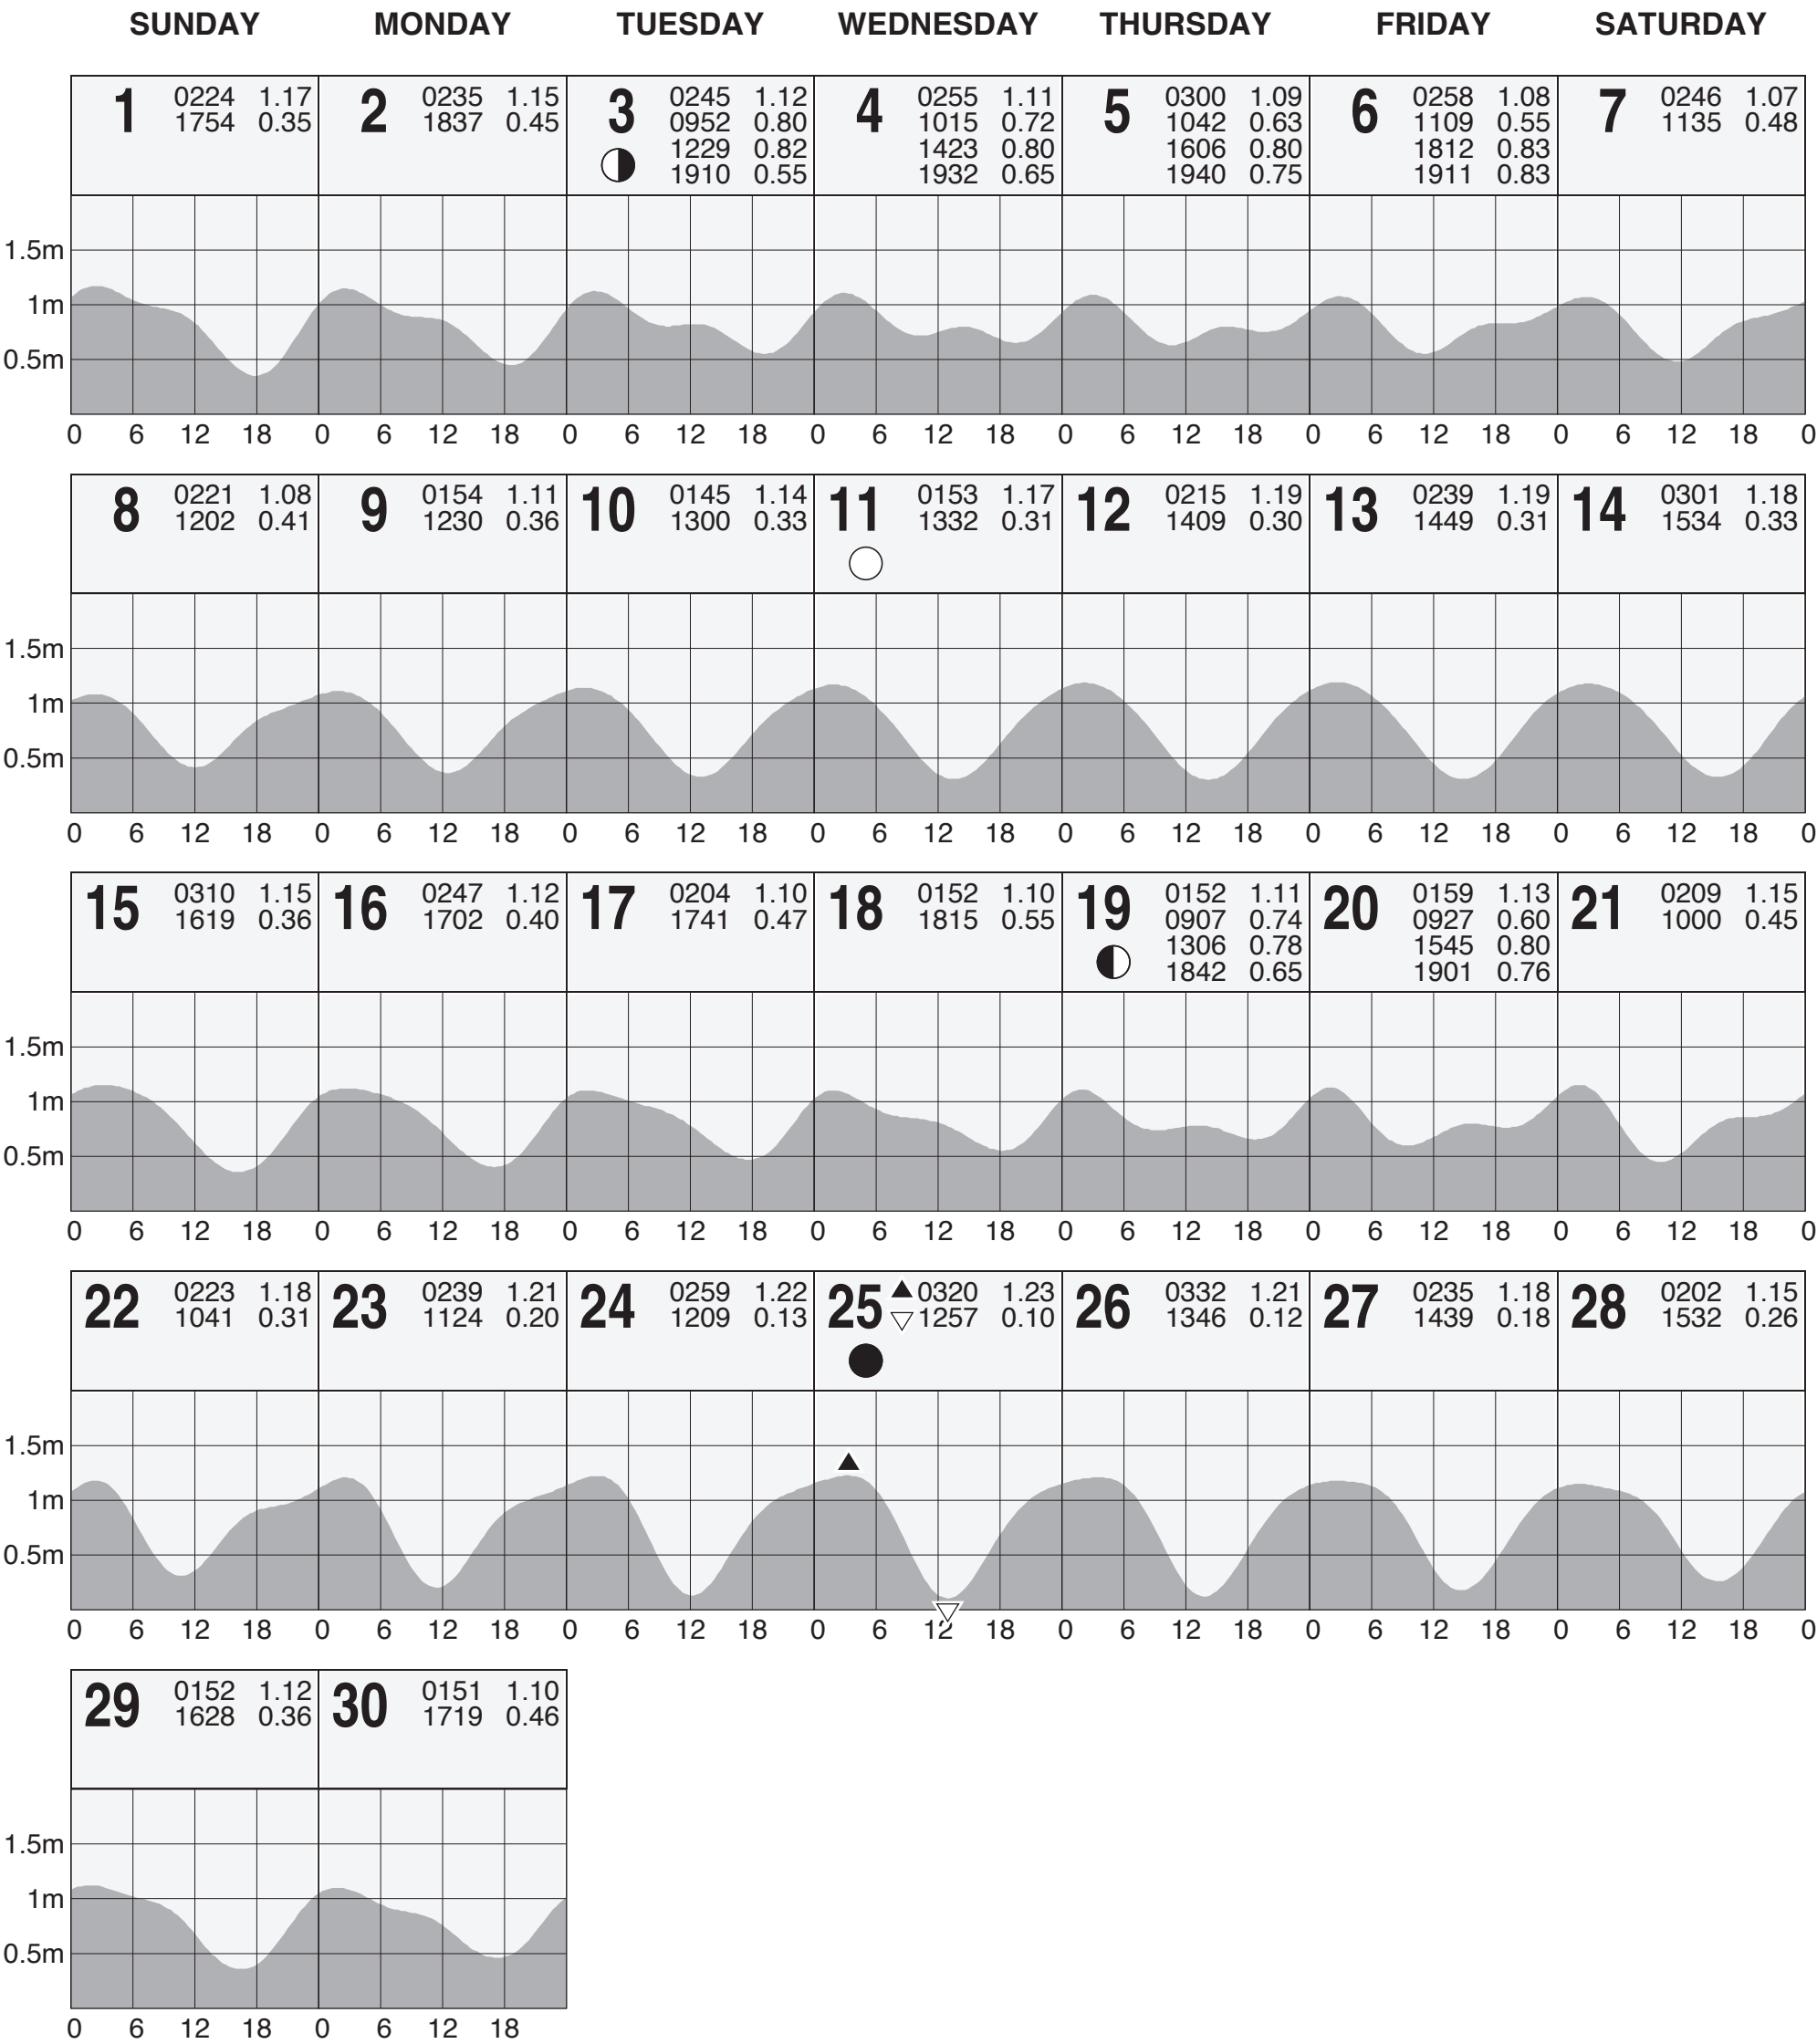 SUNDAY MONDAY TUESDAY WEDNESDAY THURSDAY FRIDAY SATURDAY
1 0224 1.17
1754 0.35
2 0235 1.15
1837 0.45
3 0245 1.12
0952 0.80
1229 0.82
1910 0.55
4 0255 1.11
1015 0.72
1423 0.80
1932 0.65
5 0300 1.09
1042 0.63
1606 0.80
1940 0.75
6 0258 1.08
1109 0.55
1812 0.83
1911 0.83
7 0246 1.07
1135 0.48
1.5m
1m
0.5m
0 6 12 18 0 6 12 18 0 6 12 18 0 6 12 18 0 6 12 18 0 6 12 18 0 6 12 18 0
8 0221 1.08
1202 0.41
9 0154 1.11
1230 0.36
10 0145 1.14
1300 0.33
11 0153 1.17
1332 0.31
12 0215 1.19
1409 0.30
13 0239 1.19
1449 0.31
14 0301 1.18
1534 0.33
1.5m
1m
0.5m
0 6 12 18 0 6 12 18 0 6 12 18 0 6 12 18 0 6 12 18 0 6 12 18 0 6 12 18 0
15 0310 1.15
1619 0.36
16 0247 1.12
1702 0.40
17 0204 1.10
1741 0.47
18 0152 1.10
1815 0.55
19 0152 1.11
0907 0.74
1306 0.78
1842 0.65
20 0159 1.13
0927 0.60
1545 0.80
1901 0.76
21 0209 1.15
1000 0.45
1.5m
1m
0.5m
0 6 12 18 0 6 12 18 0 6 12 18 0 6 12 18 0 6 12 18 0 6 12 18 0 6 12 18 0
22 0223 1.18
1041 0.31
23 0239 1.21
1124 0.20
24 0259 1.22
1209 0.13
25 0320 1.23
1257 0.10
26 0332 1.21
1346 0.12
27 0235 1.18
1439 0.18
28 0202 1.15
1532 0.26
1.5m
1m
0.5m
0 6 12 18 0 6 12 18 0 6 12 18 0 6 12 18 0 6 12 18 0 6 12 18 0 6 12 18 0
29 0152 1.12
1628 0.36
30 0151 1.10
1719 0.46
1.5m
1m
0.5m
0 6 12 18 0 6 12 18